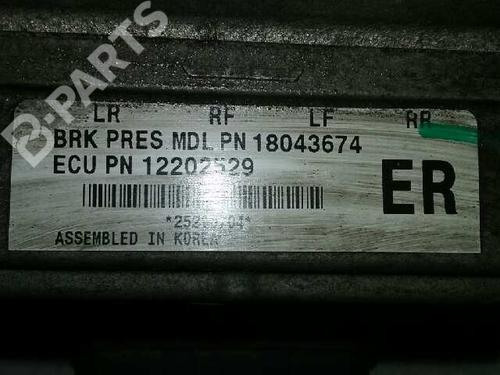 B-PARTS
LR RF LF RR
BRK PRES MDL PN 18043674
ECU PN 12202529
ER
ASSEMBLED IN KOREA